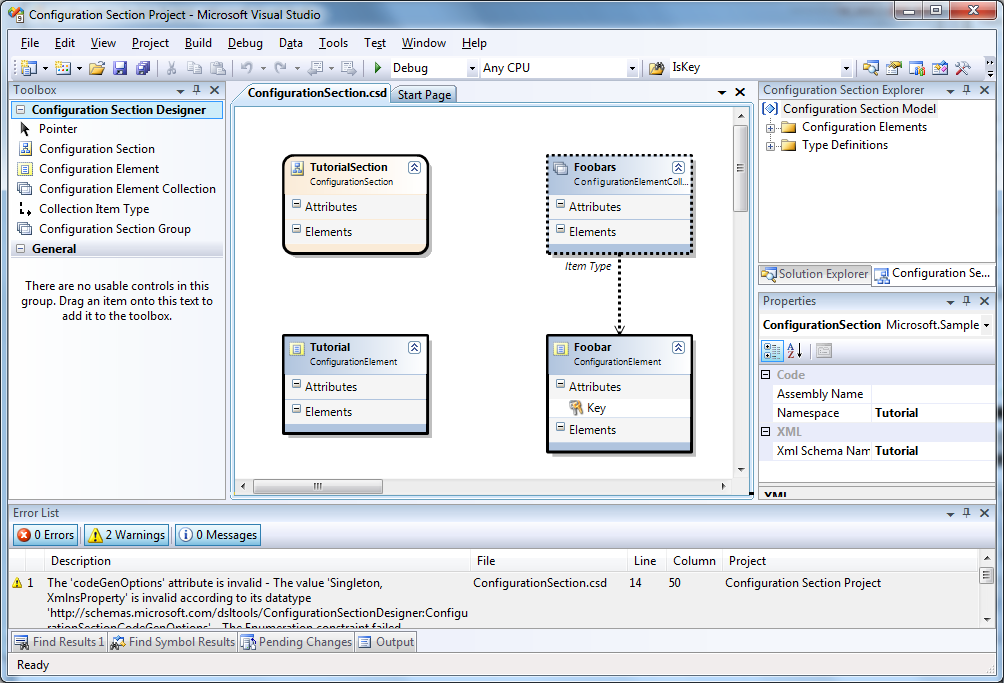 Configuration Section Project - Microsoft Visual Studio
File Edit View Project Build Debug Data Tools Test Window Help
Debug Any CPU IsKey
Toolbox
Configuration Section Designer
Pointer
Configuration Section
Configuration Element
Configuration Element Collection
Collection Item Type
Configuration Section Group
General
There are no usable controls in this
group. Drag an item onto this text to
add it to the toolbox.
ConfigurationSection.csd Start Page
TutorialSection
ConfigurationSection
Attributes
Elements
Foobars
ConfigurationElementColl...
Attributes
Elements
Item Type
Tutorial
ConfigurationElement
Attributes
Elements
Foobar
ConfigurationElement
Attributes
Key
Elements
Configuration Section Explorer
Configuration Section Model
Configuration Elements
Type Definitions
Solution Explorer Configuration Se...
Properties
ConfigurationSection Microsoft.Sample
Code
Assembly Name
Namespace Tutorial
XML
Xml Schema Nam Tutorial
XML
Error List
0 Errors 2 Warnings 0 Messages
Description File Line Column Project
1 The 'codeGenOptions' attribute is invalid - The value 'Singleton, ConfigurationSection.csd 14 50 Configuration Section Project
XmlnsProperty' is invalid according to its datatype
'http://schemas.microsoft.com/dsltools/ConfigurationSectionDesigner:Configu
rationSectionCodeGenOptions' - The Enumeration constraint failed
Find Results 1 Find Symbol Results Pending Changes Output
Ready